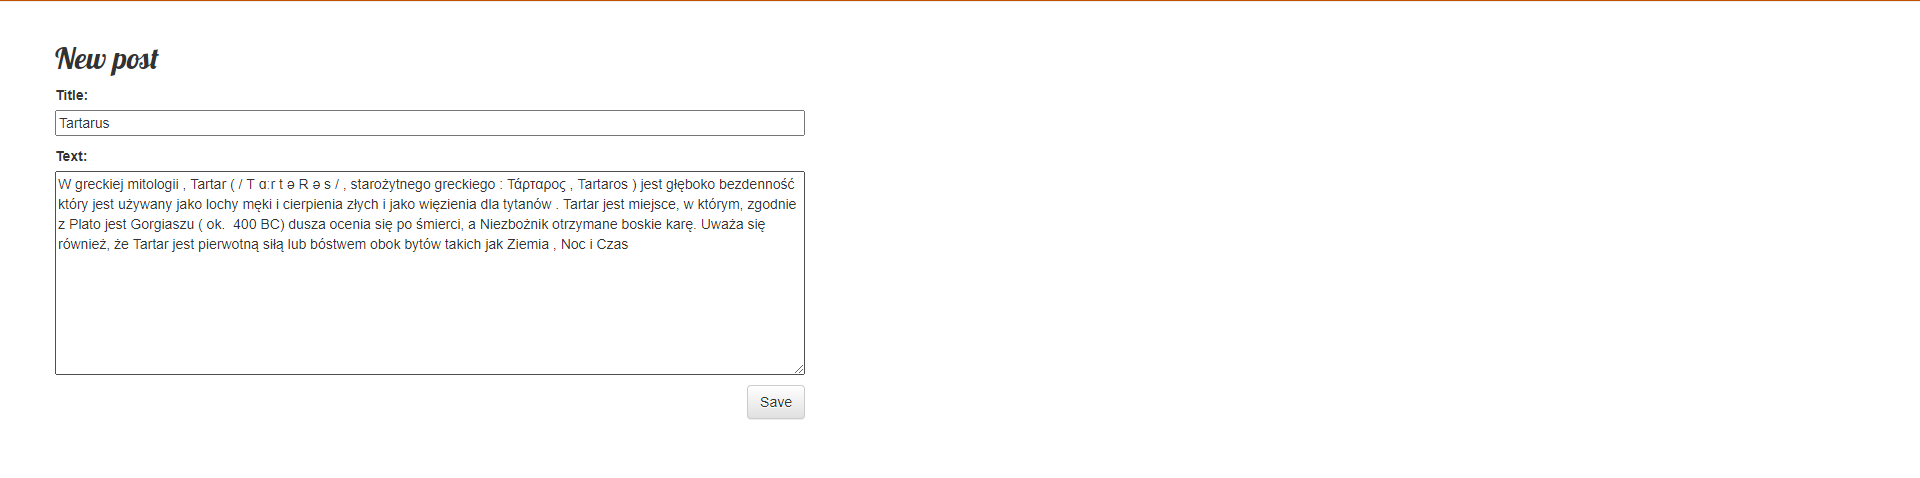 New post
Title:
Tartarus
Text:
W greckiej mitologii , Tartar ( / T ɑːr t ə R ə s / , starożytnego greckiego : Τάρταρος , Tartaros ) jest głęboko bezdenność
który jest używany jako lochy męki i cierpienia złych i jako więzienia dla tytanów . Tartar jest miejsce, w którym, zgodnie
z Plato jest Gorgiaszu ( ok.  400 BC) dusza ocenia się po śmierci, a Niezbożnik otrzymane boskie karę. Uważa się
również, że Tartar jest pierwotną siłą lub bóstwem obok bytów takich jak Ziemia , Noc i Czas
Save